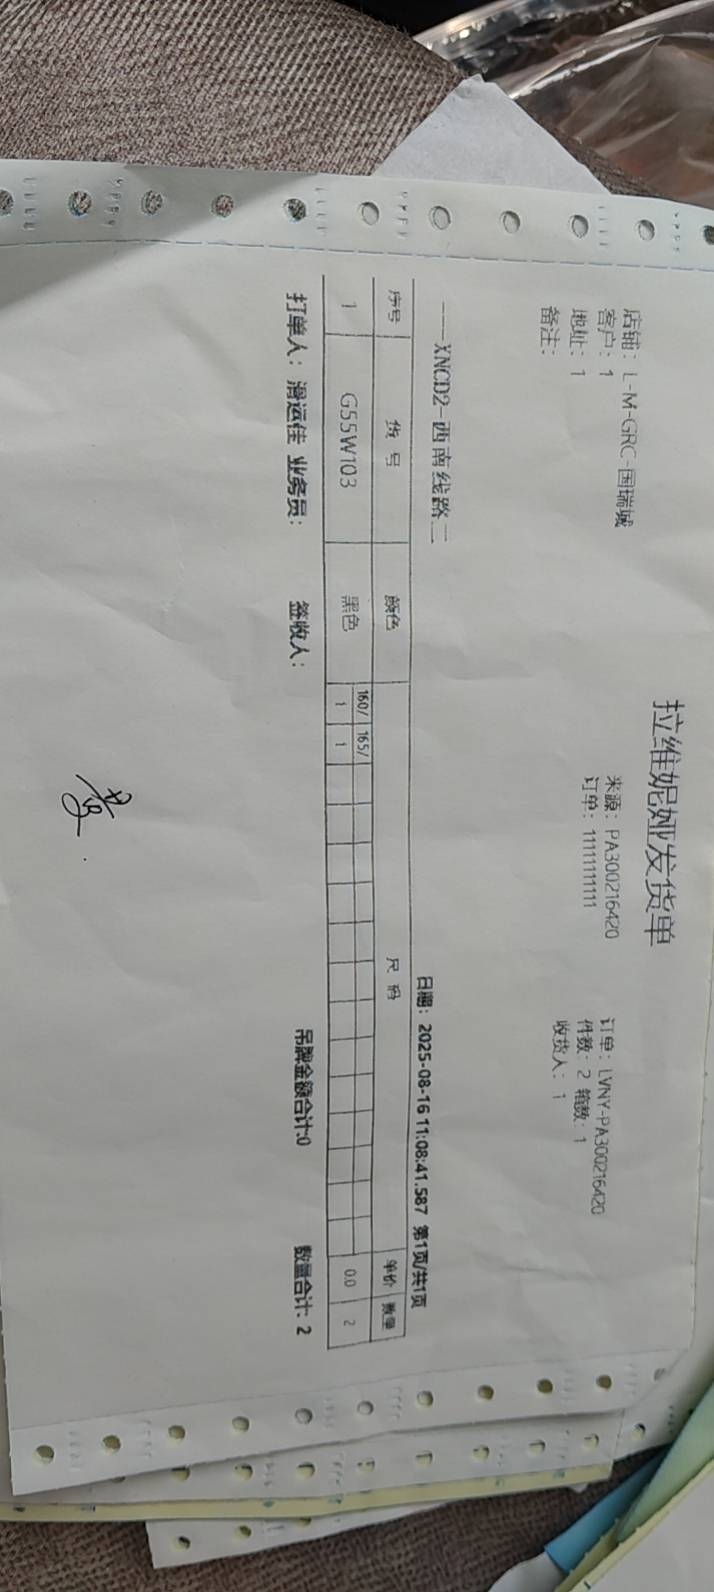 拉维妮娅发货单
店铺：L-M-GRC-国瑞城
来源：PA300216420
订单：LVNY-PA300216420
客户：1
订单：11111111111
件数：2 箱数：1
地址：1
收货人：1
备注：
——XNCD2-西南线路二
日期：2025-08-16 11:08:41.587 第1页/共1页
序号 货号 颜色 尺码 单价 数量
160/ 165/
1 G55W103 黑色 1 1 0.0 2
打单人：滑运佳 业务员： 签收人： 吊牌金额合计:0 数量合计: 2